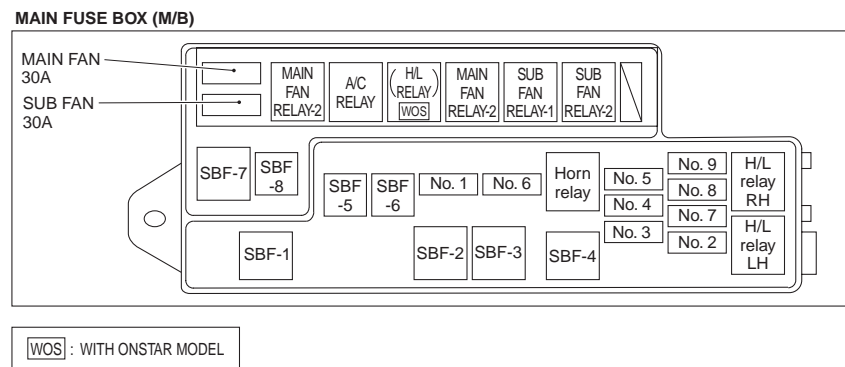 MAIN FUSE BOX (M/B)
MAIN FAN
30A
SUB FAN
30A
MAIN
FAN
RELAY-2
A/C
RELAY
(H/L
RELAY)
WOS
MAIN
FAN
RELAY-2
SUB
FAN
RELAY-1
SUB
FAN
RELAY-2
SBF-7
SBF
-8
SBF
-5
SBF
-6
No. 1
No. 6
Horn
relay
No. 5
No. 4
No. 3
No. 9
No. 8
No. 7
No. 2
H/L
relay
RH
H/L
relay
LH
SBF-1
SBF-2
SBF-3
SBF-4
WOS : WITH ONSTAR MODEL